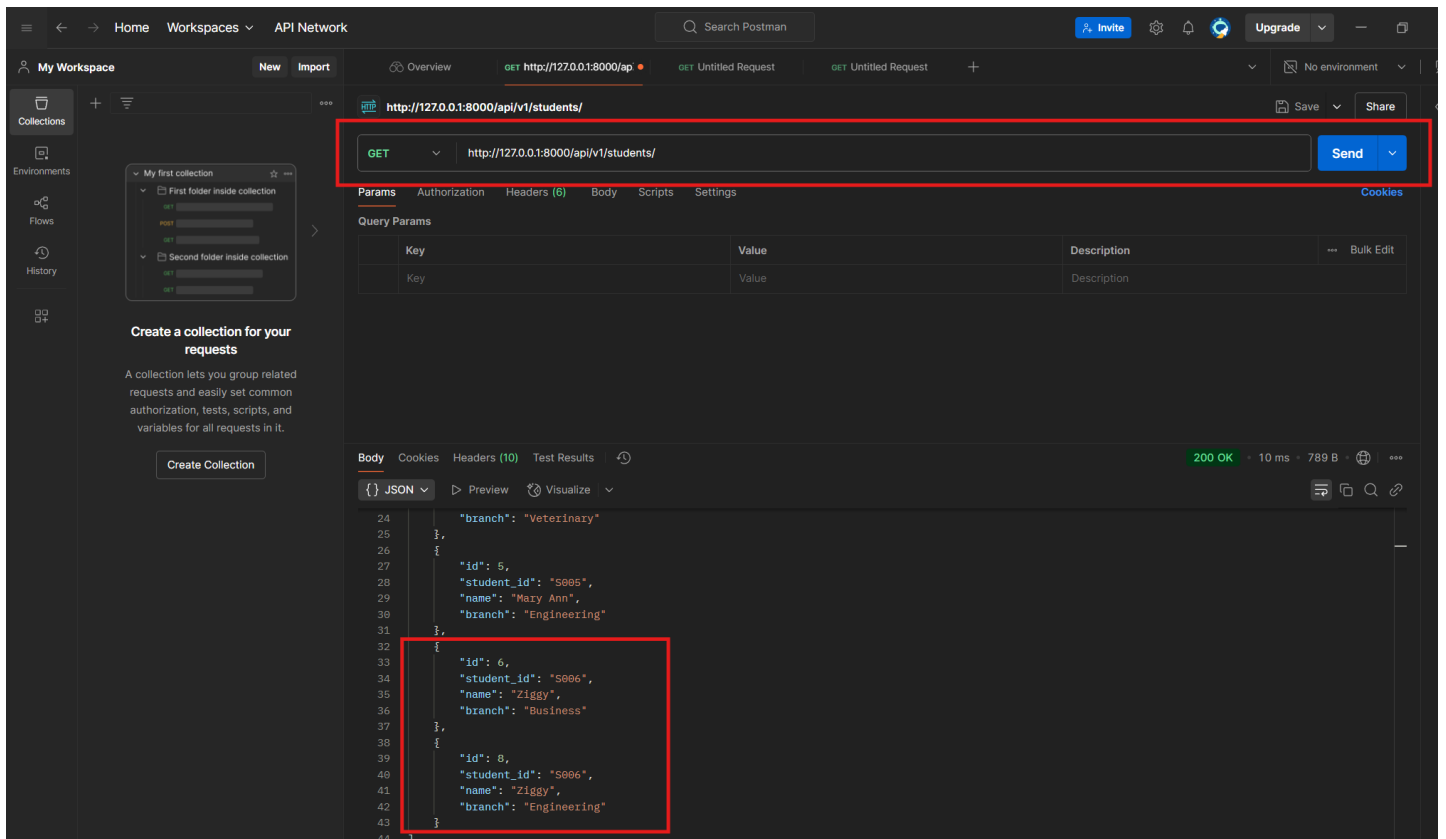 Home Workspaces API Network Search Postman Invite Upgrade
My Workspace New Import Overview GET http://127.0.0.1:8000/ap GET Untitled Request GET Untitled Request No environment
Collections
Environments
Flows
History
My first collection
First folder inside collection
GET
POST
GET
Second folder inside collection
GET
GET
Create a collection for your
requests
A collection lets you group related
requests and easily set common
authorization, tests, scripts, and
variables for all requests in it.
Create Collection
HTTP http://127.0.0.1:8000/api/v1/students/ Save Share
GET http://127.0.0.1:8000/api/v1/students/ Send
Params Authorization Headers (6) Body Scripts Settings Cookies
Query Params
Key Value Description Bulk Edit
Key Value Description
Body Cookies Headers (10) Test Results 200 OK 10 ms 789 B
{} JSON Preview Visualize
24 "branch": "Veterinary"
25 },
26 {
27 "id": 5,
28 "student_id": "S005",
29 "name": "Mary Ann",
30 "branch": "Engineering"
31 },
32 {
33 "id": 6,
34 "student_id": "S006",
35 "name": "Ziggy",
36 "branch": "Business"
37 },
38 {
39 "id": 8,
40 "student_id": "S006",
41 "name": "Ziggy",
42 "branch": "Engineering"
43 }
44 ]